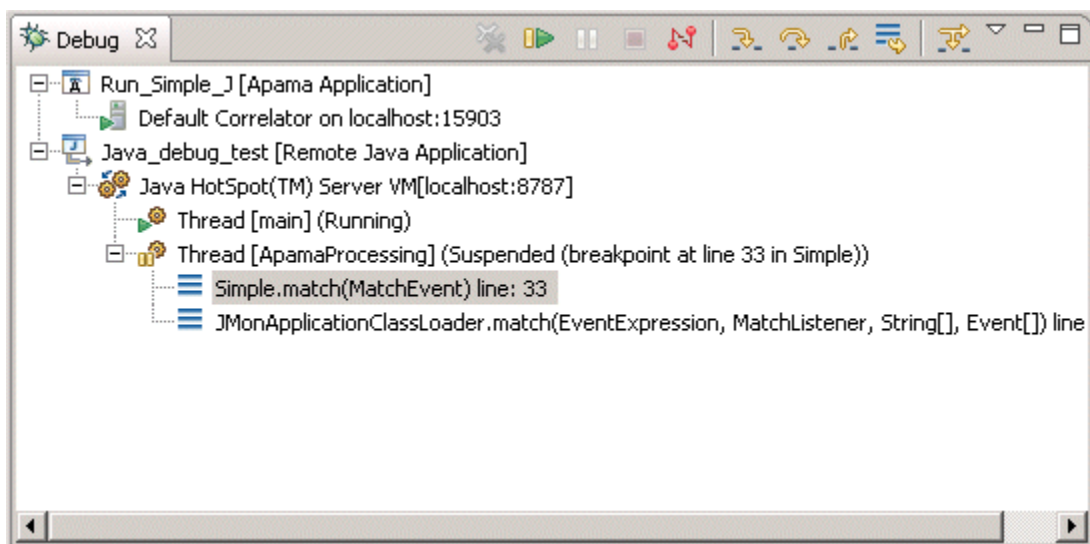 Debug
Run_Simple_J [Apama Application]
Default Correlator on localhost:15903
Java_debug_test [Remote Java Application]
Java HotSpot(TM) Server VM[localhost:8787]
Thread [main] (Running)
Thread [ApamaProcessing] (Suspended (breakpoint at line 33 in Simple))
Simple.match(MatchEvent) line: 33
JMonApplicationClassLoader.match(EventExpression, MatchListener, String[], Event[]) line